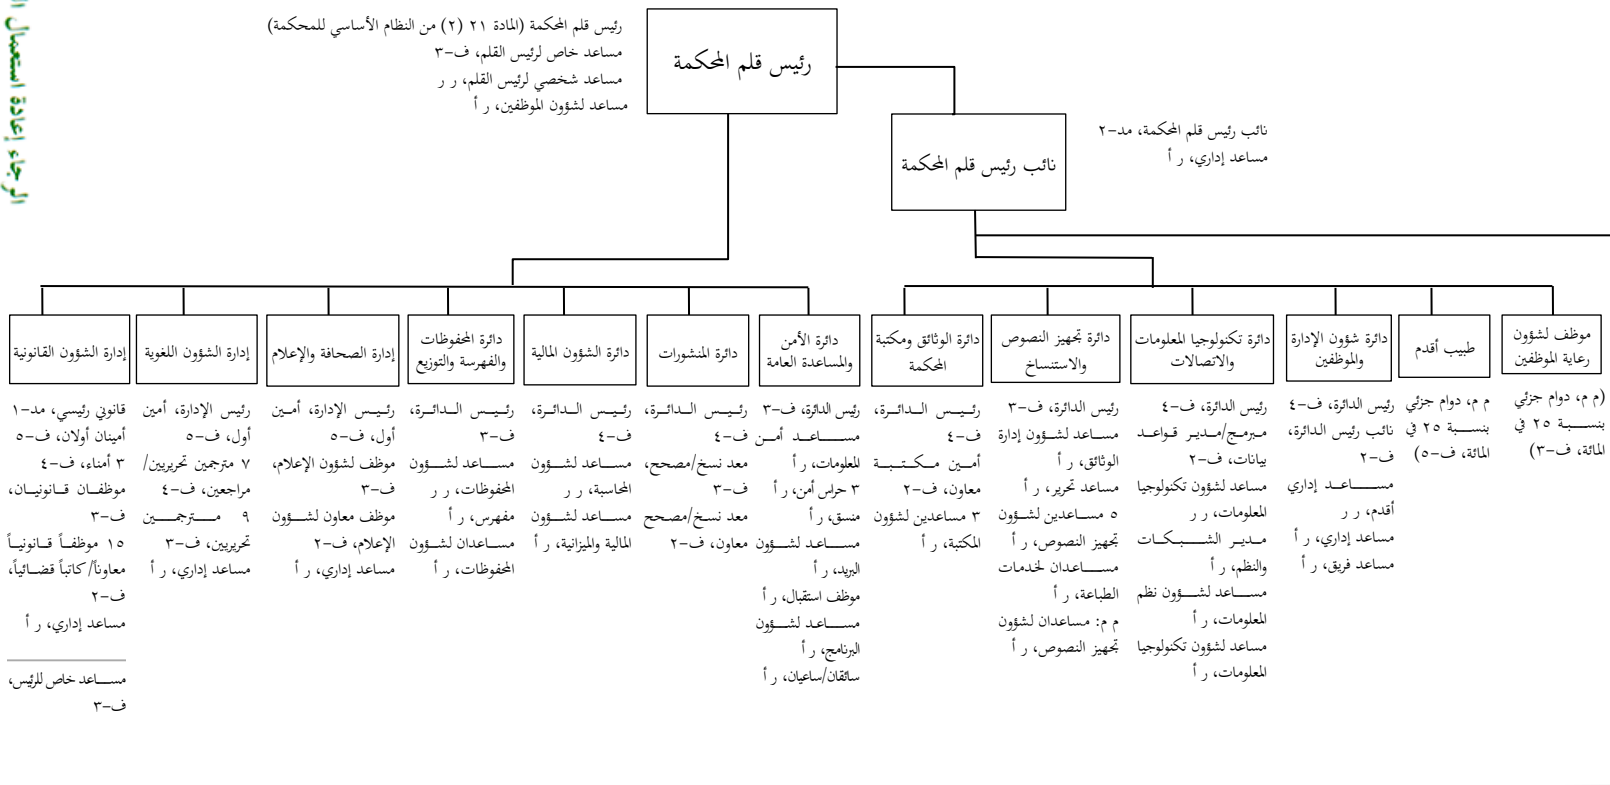 الرجاء إعادة استعمال
رئيس قلم المحكمة (المادة ٢١ (٢) من النظام الأساسي للمحكمة)
مساعد خاص لرئيس القلم، ف-٣
مساعد شخصي لرئيس القلم، ر ر
مساعد لشؤون الموظفين، ر أ
رئيس قلم المحكمة
نائب رئيس قلم المحكمة
نائب رئيس قلم المحكمة، مد-٢
مساعد إداري، ر أ
موظف لشؤون
رعاية الموظفين
(م م، دوام جزئي
بنسبة ٢٥ في
المائة، ف-٣)
طبيب أقدم
م م، دوام جزئي
بنسبة ٢٥ في
المائة، ف-٥)
دائرة شؤون الإدارة
والموظفين
رئيس الدائرة، ف-٤
نائب رئيس الدائرة،
ف-٢
مساعد إداري
أقدم، ر ر
مساعد إداري، ر أ
مساعد فريق، ر أ
دائرة تكنولوجيا المعلومات
والاتصالات
رئيس الدائرة، ف-٤
مبرمج/مدير قواعد
بيانات، ف-٢
مساعد لشؤون تكنولوجيا
المعلومات، ر ر
مدير الشبكات
والنظم، ر أ
مساعد لشؤون نظم
المعلومات، ر أ
مساعد لشؤون تكنولوجيا
المعلومات، ر أ
دائرة تجهيز النصوص
والاستنساخ
رئيس الدائرة، ف-٣
مساعد لشؤون إدارة
الوثائق، ر أ
مساعد تحرير، ر أ
٥ مساعدين لشؤون
تجهيز النصوص، ر أ
مساعدان لخدمات
الطباعة، ر أ
م م: مساعدان لشؤون
تجهيز النصوص، ر أ
دائرة الوثائق ومكتبة
المحكمة
رئيس الدائرة،
ف-٤
أمين مكتبة
معاون، ف-٢
٣ مساعدين لشؤون
المكتبة، ر أ
دائرة الأمن
والمساعدة العامة
رئيس الدائرة، ف-٣
مساعد أمن
المعلومات، ر أ
٣ حراس أمن، ر أ
منسق، ر أ
مساعد لشؤون
البريد، ر أ
موظف استقبال، ر أ
مساعد لشؤون
البرنامج، ر أ
سائقان/ساعيان، ر أ
دائرة المنشورات
رئيس الدائرة،
ف-٤
معد نسخ/مصحح،
ف-٣
معد نسخ/مصحح
معاون، ف-٢
دائرة الشؤون المالية
رئيس الدائرة،
ف-٤
مساعد لشؤون
المحاسبة، ر ر
مساعد لشؤون
المالية والميزانية، ر أ
دائرة المحفوظات
والفهرسة والتوزيع
رئيس الدائرة،
ف-٣
مساعد لشؤون
المحفوظات، ر ر
مفهرس، ر أ
مساعدان لشؤون
المحفوظات، ر أ
إدارة الصحافة والإعلام
رئيس الإدارة، أمين
أول، ف-٥
موظف لشؤون الإعلام،
ف-٣
موظف معاون لشؤون
الإعلام، ف-٢
مساعد إداري، ر أ
إدارة الشؤون اللغوية
رئيس الإدارة، أمين
أول، ف-٥
٧ مترجمين تحريريين/
مراجعين، ف-٤
٩ مترجمين
تحريريين، ف-٣
مساعد إداري، ر أ
إدارة الشؤون القانونية
قانوني رئيسي، مد-١
أمينان أولان، ف-٥
٣ أمناء، ف-٤
موظفان قانونيان،
ف-٣
١٥ موظفاً قانونياً
معاوناً/كاتباً قضائياً،
ف-٢
مساعد إداري، ر أ
مساعد خاص للرئيس،
ف-٣